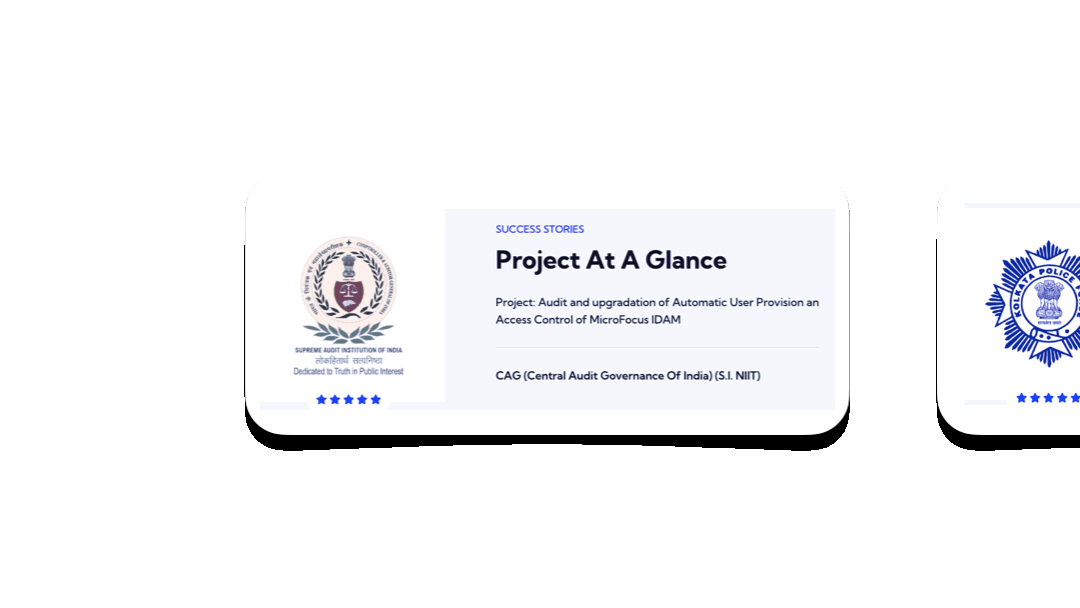 SUCCESS STORIES
Project At A Glance
Project: Audit and upgradation of Automatic User Provision an
Access Control of MicroFocus IDAM
CAG (Central Audit Governance Of India) (S.I. NIIT)
SUPREME AUDIT INSTITUTION OF INDIA
लोकहितार्थ सत्यनिष्ठा
Dedicated to Truth in Public Interest
KOLKATA POLICE